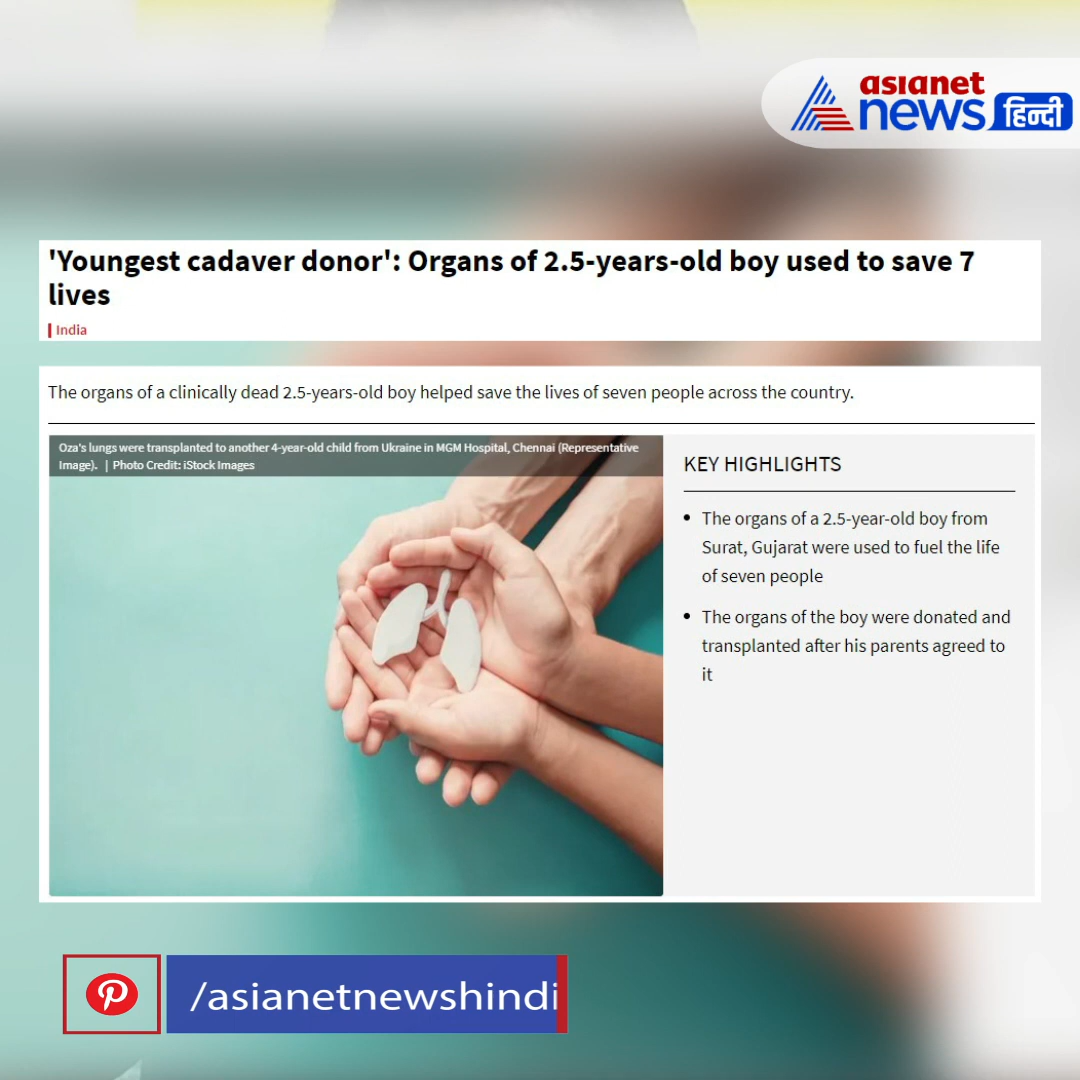 asıanet
news हिन्दी
'Youngest cadaver donor': Organs of 2.5-years-old boy used to save 7
lives
India
The organs of a clinically dead 2.5-years-old boy helped save the lives of seven people across the country.
Oza's lungs were transplanted to another 4-year-old child from Ukraine in MGM Hospital, Chennai (Representative
Image). | Photo Credit: iStock Images
KEY HIGHLIGHTS
• The organs of a 2.5-year-old boy from
Surat, Gujarat were used to fuel the life
of seven people
• The organs of the boy were donated and
transplanted after his parents agreed to
it
/asianetnewshindi